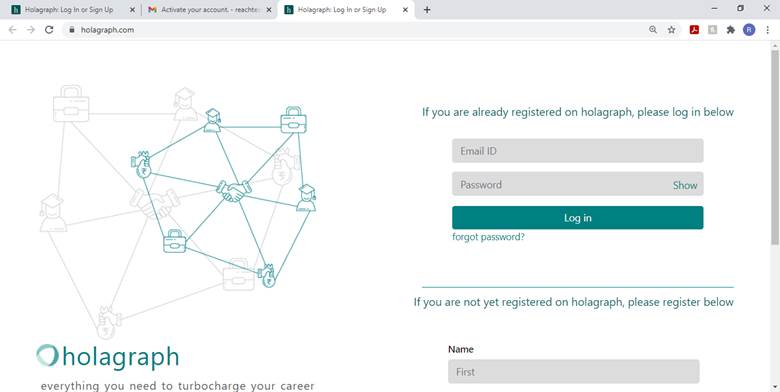 Holagraph: Log In or Sign Up
Activate your account. - reachtee
Holagraph: Log In or Sign Up
holagraph.com
R
If you are already registered on holagraph, please log in below
Email ID
Password
Show
Log in
forgot password?
If you are not yet registered on holagraph, please register below
Name
First
holagraph
everything you need to turbocharge your career